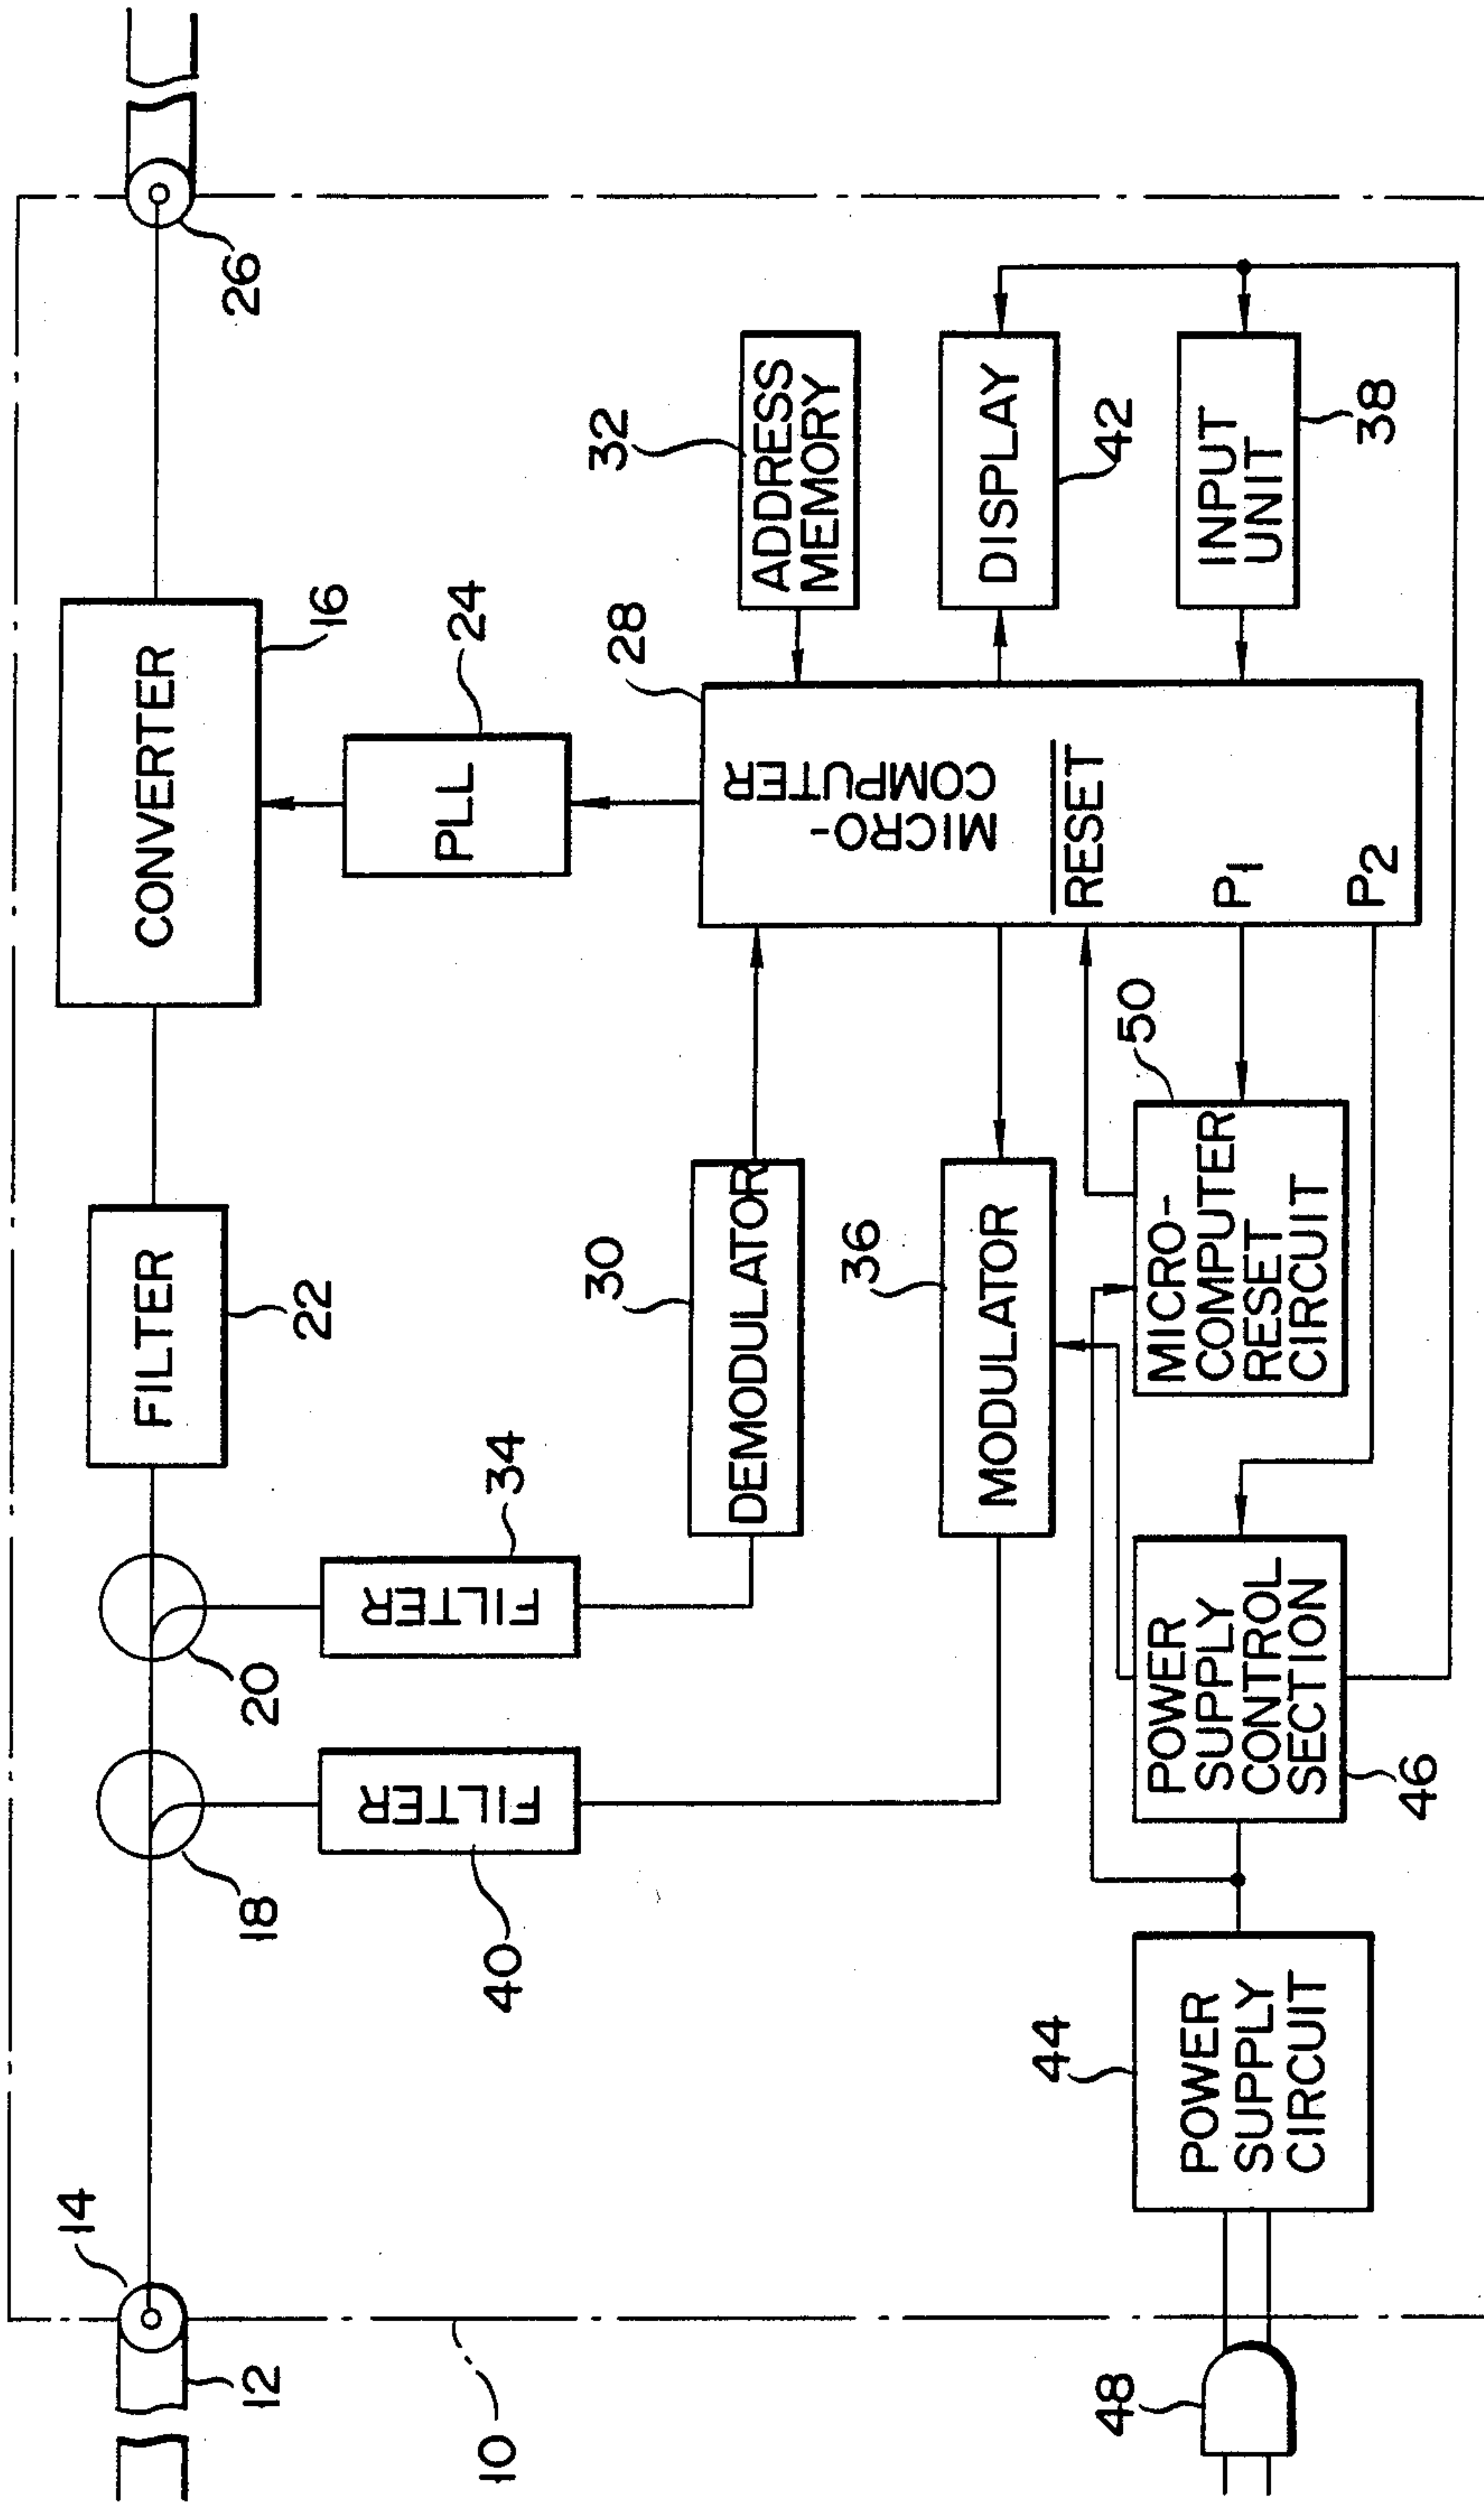 14
12
10
18
20
FILTER
22
CONVERTER
16
26
FILTER
40
FILTER
34
PLL
24
DEMODULATOR
30
MODULATOR
36
MICRO-
COMPUTER
RESET
P1
P2
28
ADDRESS
MEMORY
32
DISPLAY
42
INPUT
UNIT
38
48
POWER
SUPPLY
CIRCUIT
44
POWER
SUPPLY
CONTROL
SECTION
46
MICRO-
COMPUTER
RESET
CIRCUIT
50